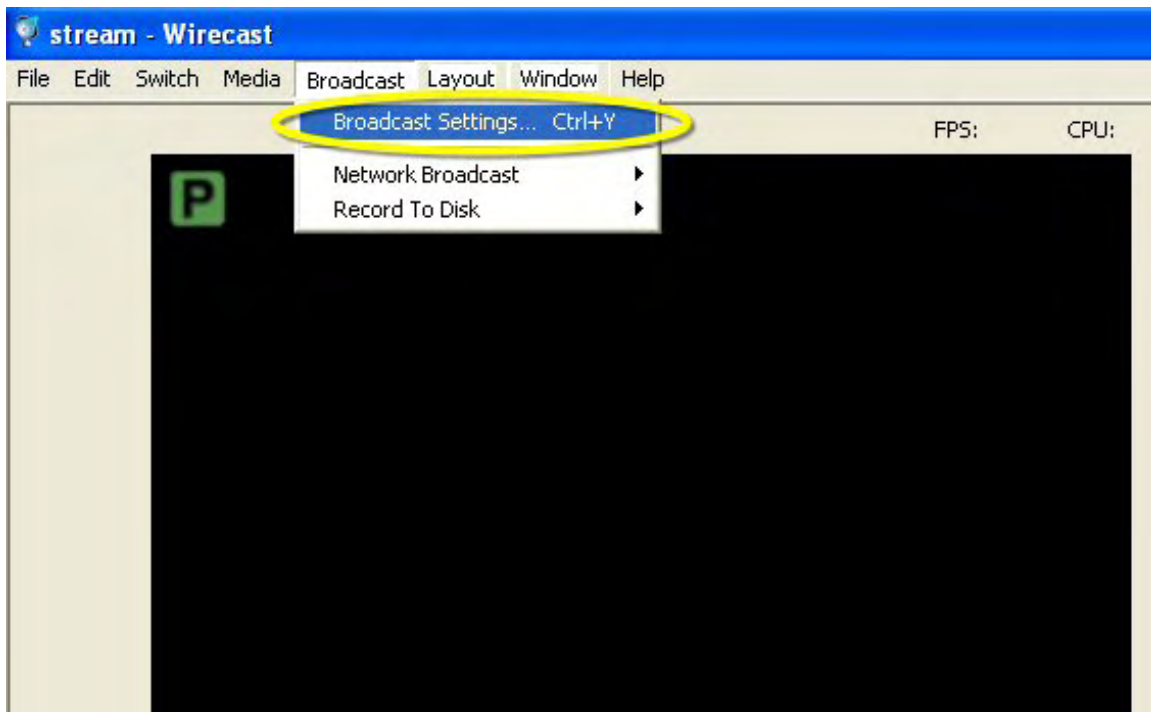 stream - Wirecast
File Edit Switch Media Broadcast Layout Window Help
Broadcast Settings... Ctrl+Y
FPS: CPU:
P
Network Broadcast
Record To Disk